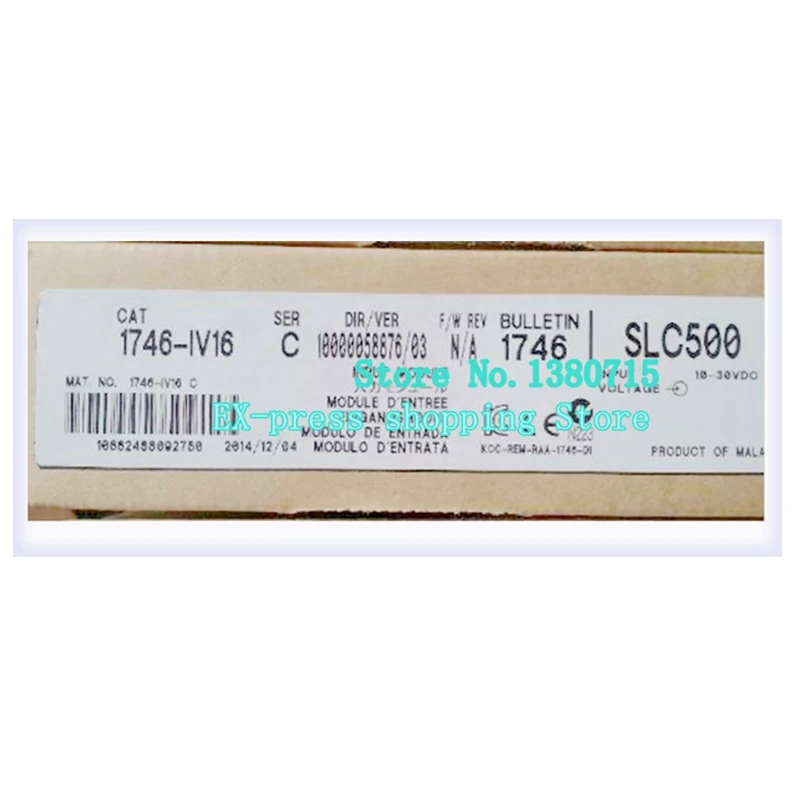 CAT SER DIR/VER F/W REV BULLETIN SLC500
1746-IV16 C 10000058876/03 N/A 1746
MAT. NO. 1746-IV16 C
10-30VDC
VOLTAGE
Store No.1380715
MODULE D'ENTREE
EX-press shopping Store
MODULO DE ENTRADA
10662468092750 2014/12/04 MODULO D'ENTRATA
N223
KCC-REM-RAA-1746-01
PRODUCT OF MALA